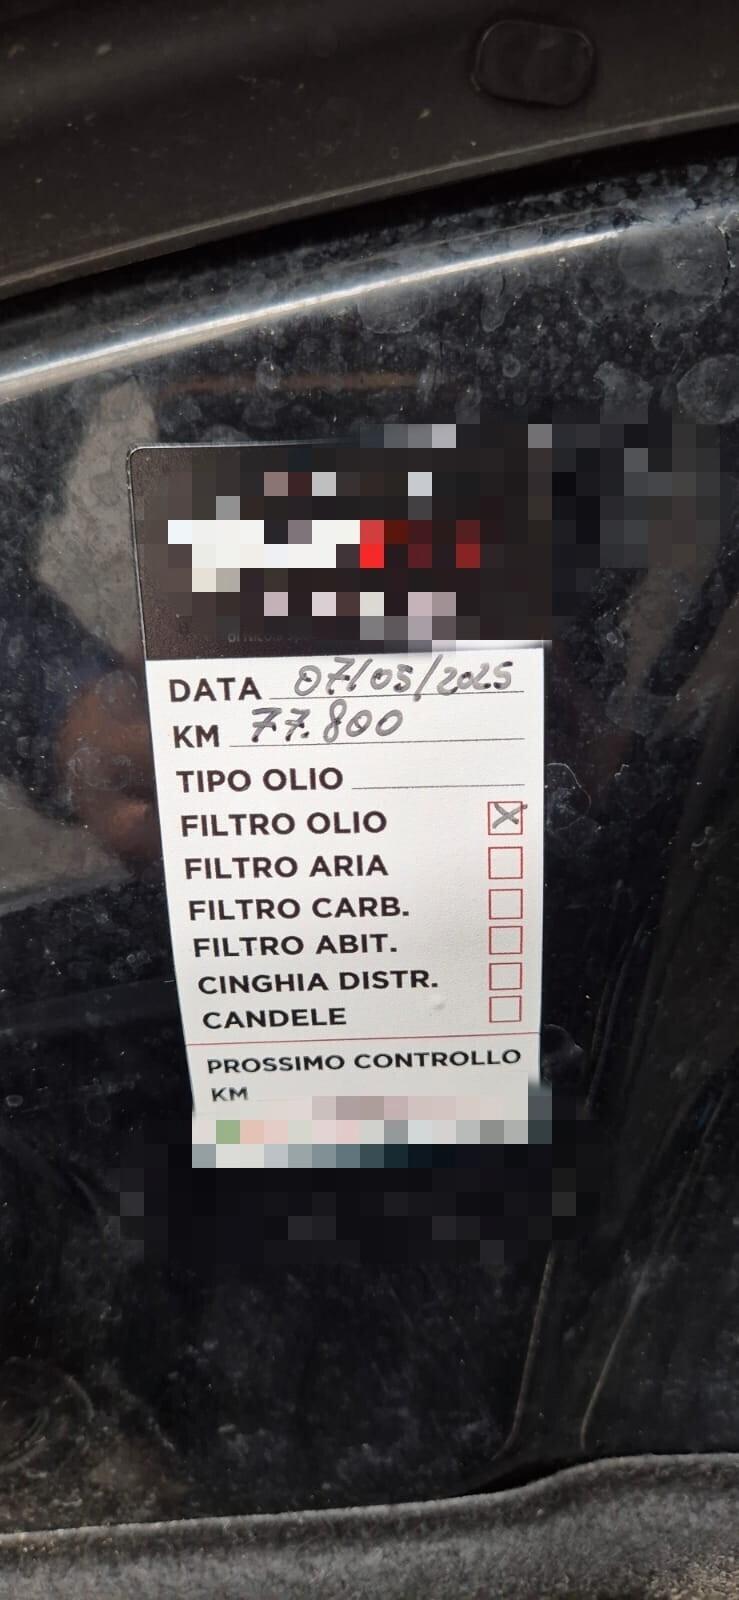 DATA 07/05/2025
KM 77.800
TIPO OLIO
FILTRO OLIO X
FILTRO ARIA
FILTRO CARB.
FILTRO ABIT.
CINGHIA DISTR.
CANDELE
PROSSIMO CONTROLLO
KM